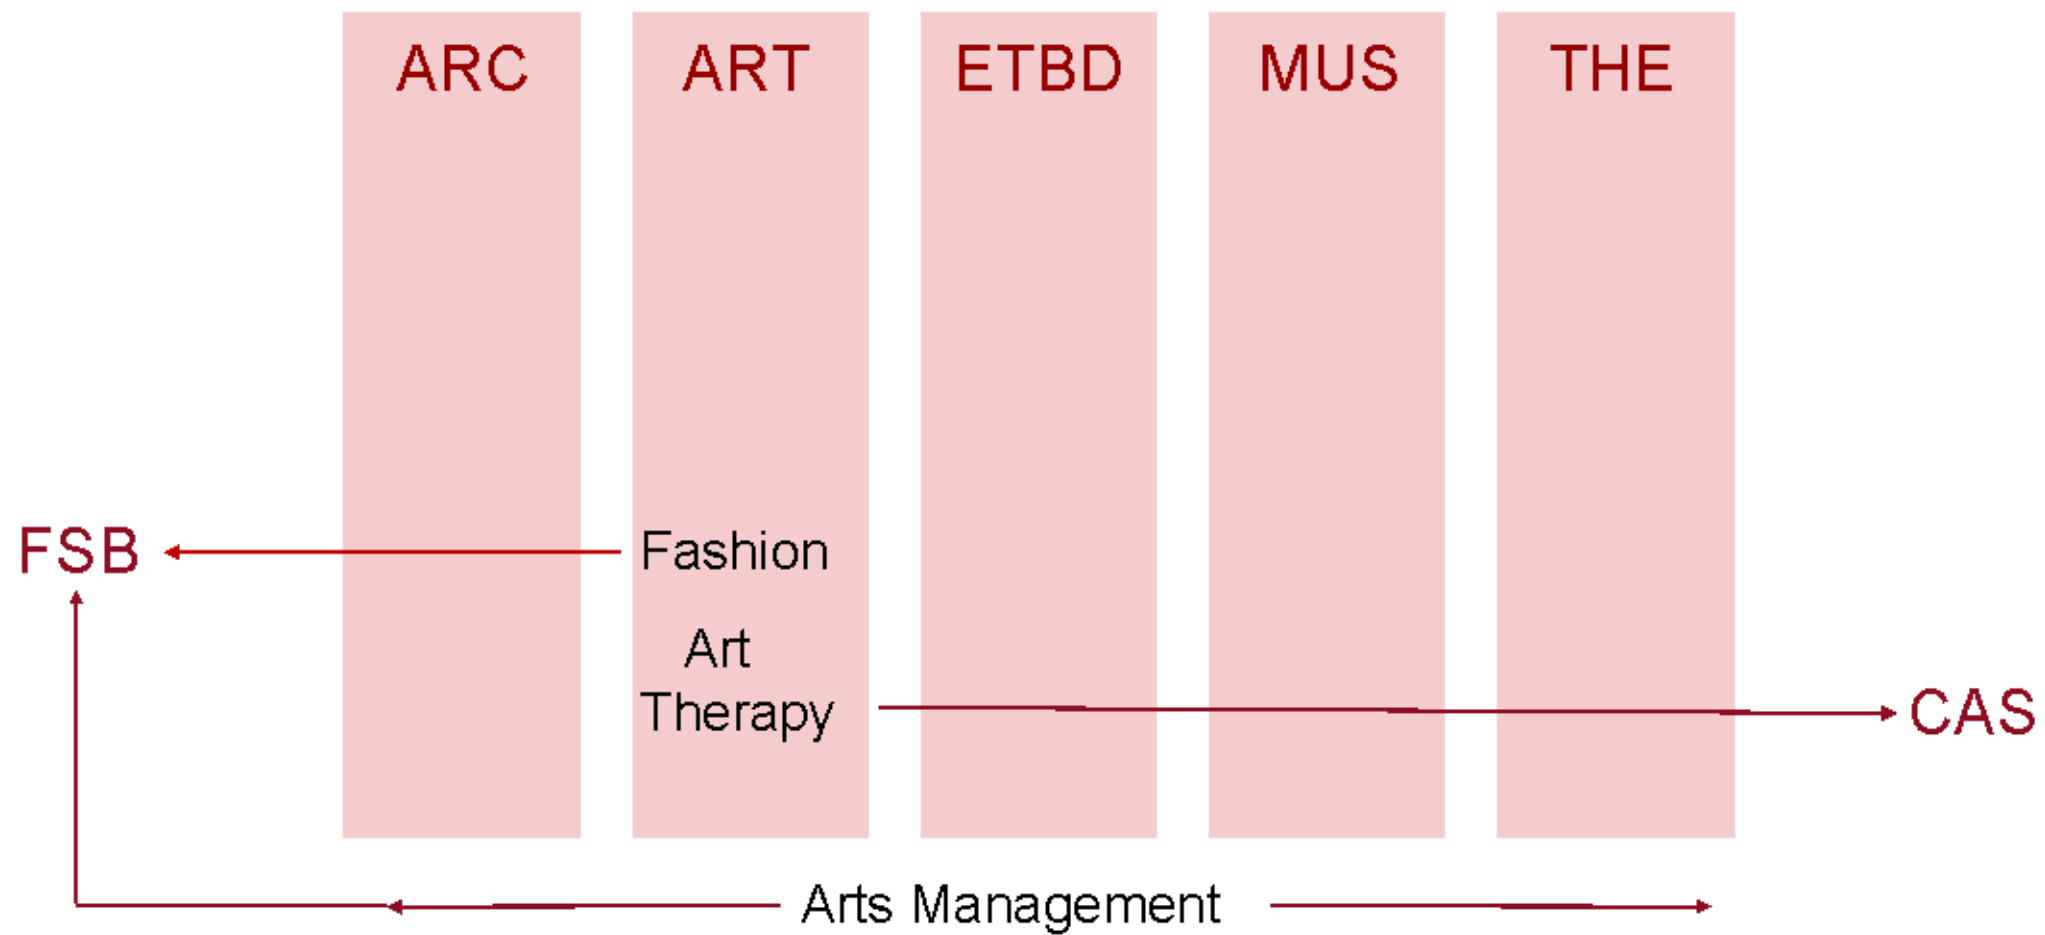 ARC
ART
ETBD
MUS
THE
FSB
Fashion
Art
Therapy
CAS
Arts Management